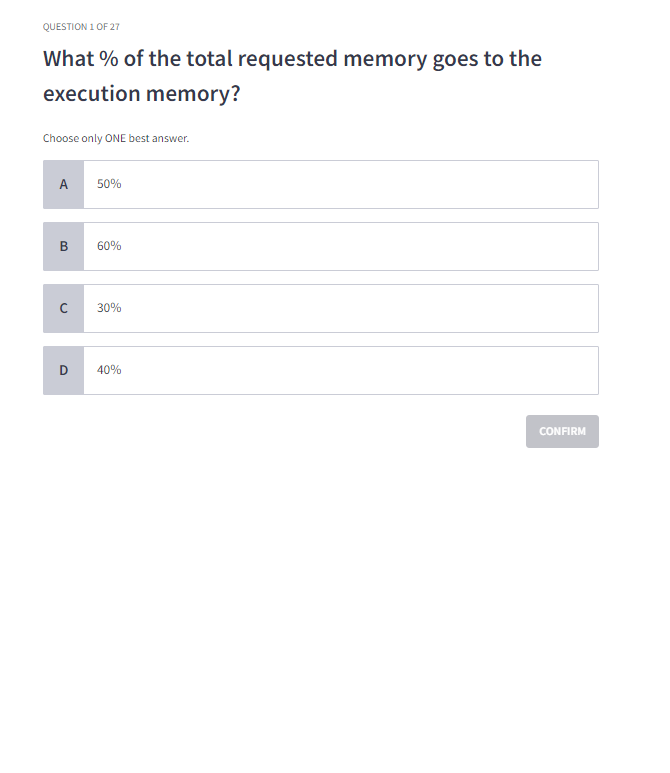 QUESTION 1 OF 27
What % of the total requested memory goes to the
execution memory?
Choose only ONE best answer.
A 50%
B 60%
C 30%
D 40%
CONFIRM